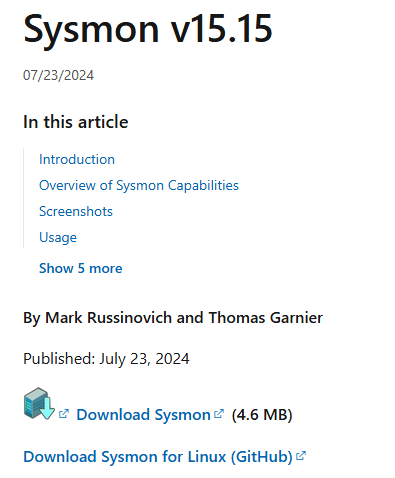 Sysmon v15.15
07/23/2024
In this article
Introduction
Overview of Sysmon Capabilities
Screenshots
Usage
Show 5 more
By Mark Russinovich and Thomas Garnier
Published: July 23, 2024
Download Sysmon (4.6 MB)
Download Sysmon for Linux (GitHub)